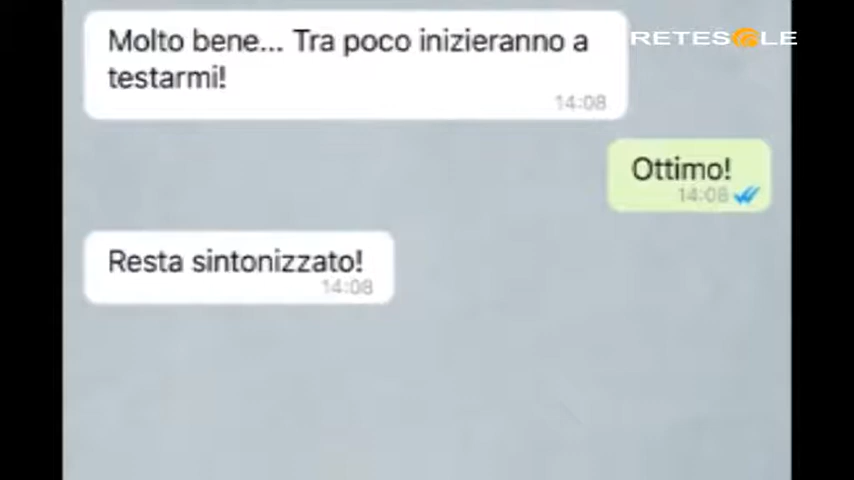 Molto bene... Tra poco inizieranno a
testarmi!
14:08
RETESOLE
Ottimo!
14:08
Resta sintonizzato!
14:08